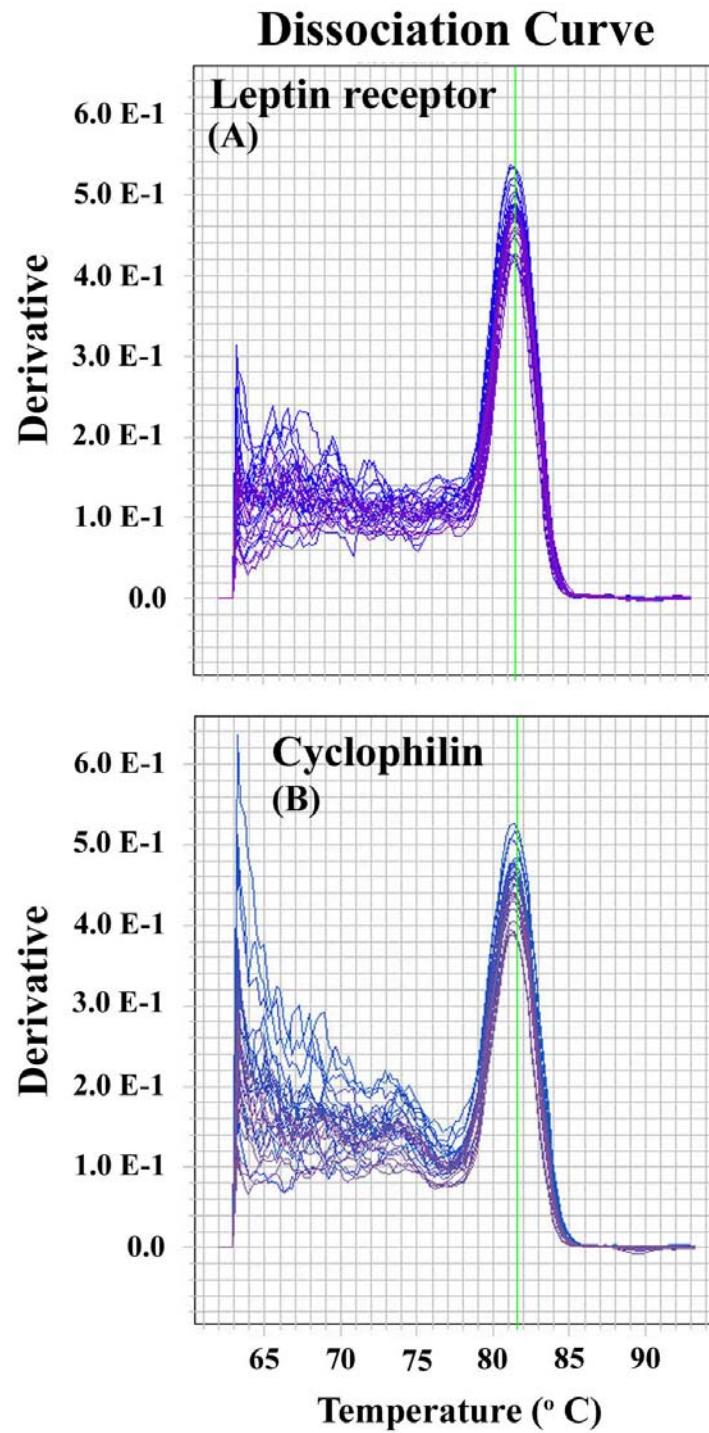 Dissociation Curve
Leptin receptor
(A)
6.0 E-1
5.0 E-1
4.0 E-1
3.0 E-1
2.0 E-1
1.0 E-1
0.0
Derivative
Cyclophilin
(B)
6.0 E-1
5.0 E-1
4.0 E-1
3.0 E-1
2.0 E-1
1.0 E-1
0.0
Derivative
65 70 75 80 85 90
Temperature (° C)